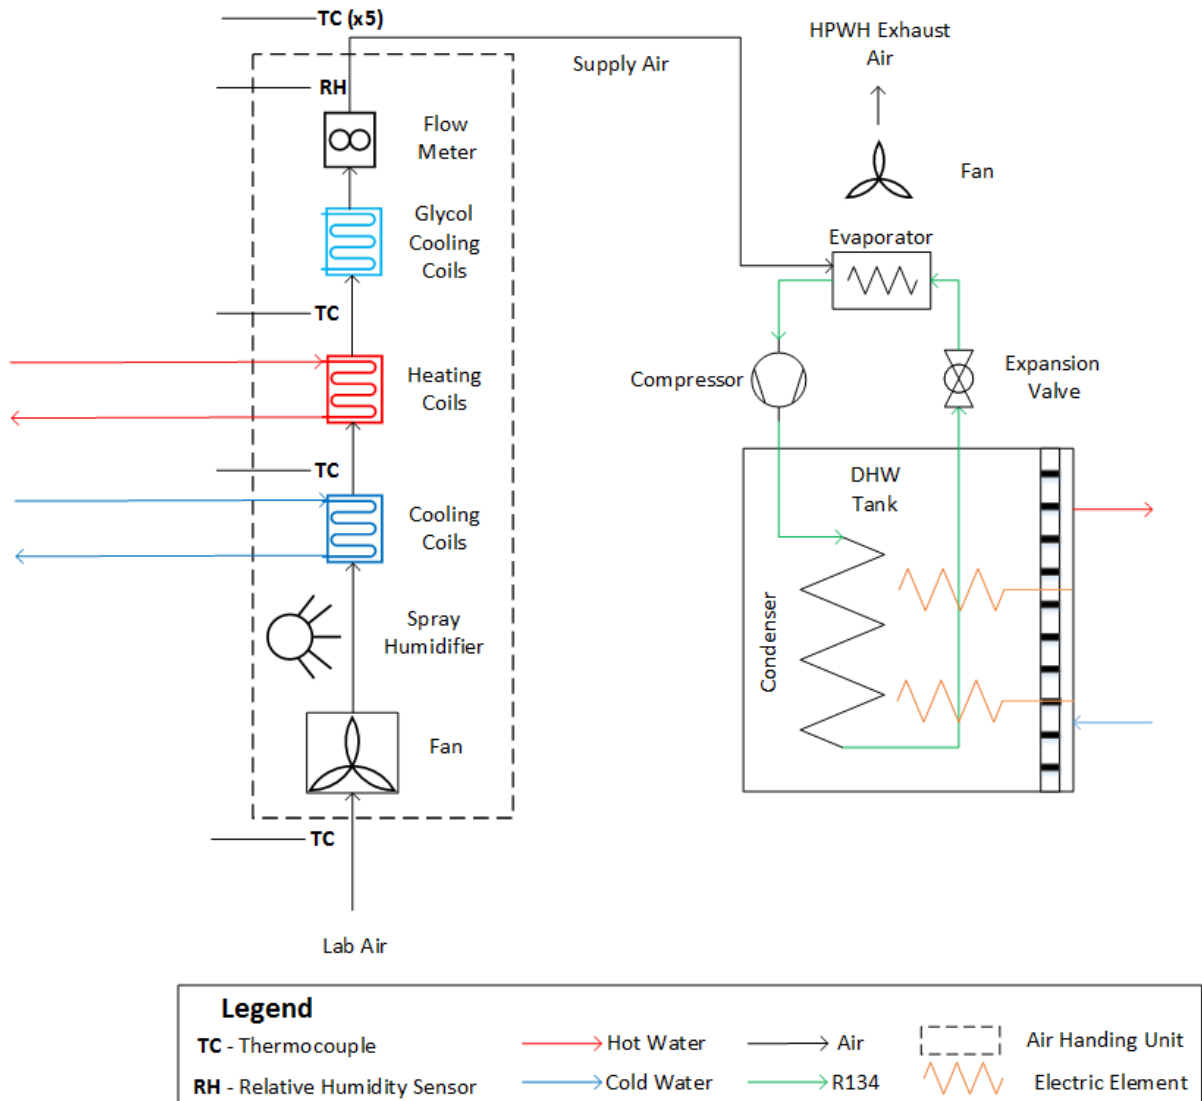 TC (x5)
HPWH Exhaust
Air
Supply Air
RH
Flow
Meter
Fan
Glycol
Cooling
Coils
Evaporator
TC
Heating
Coils
Compressor
Expansion
Valve
TC
DHW
Tank
Cooling
Coils
Condenser
Spray
Humidifier
Fan
TC
Lab Air
Legend
TC - Thermocouple
Hot Water
Air
Air Handing Unit
RH - Relative Humidity Sensor
Cold Water
R134
Electric Element